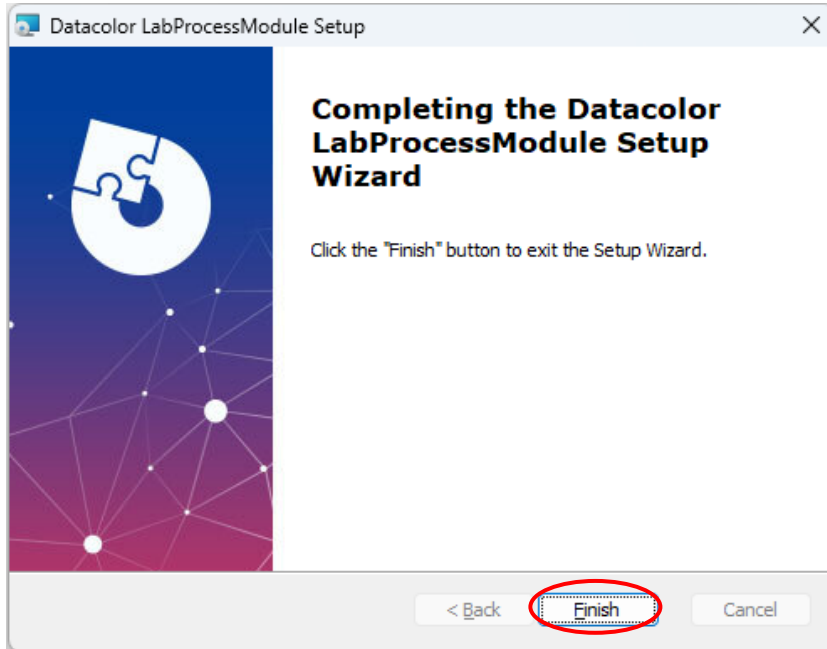 Datacolor LabProcessModule Setup
Completing the Datacolor
LabProcessModule Setup
Wizard
Click the "Finish" button to exit the Setup Wizard.
< Back
Finish
Cancel